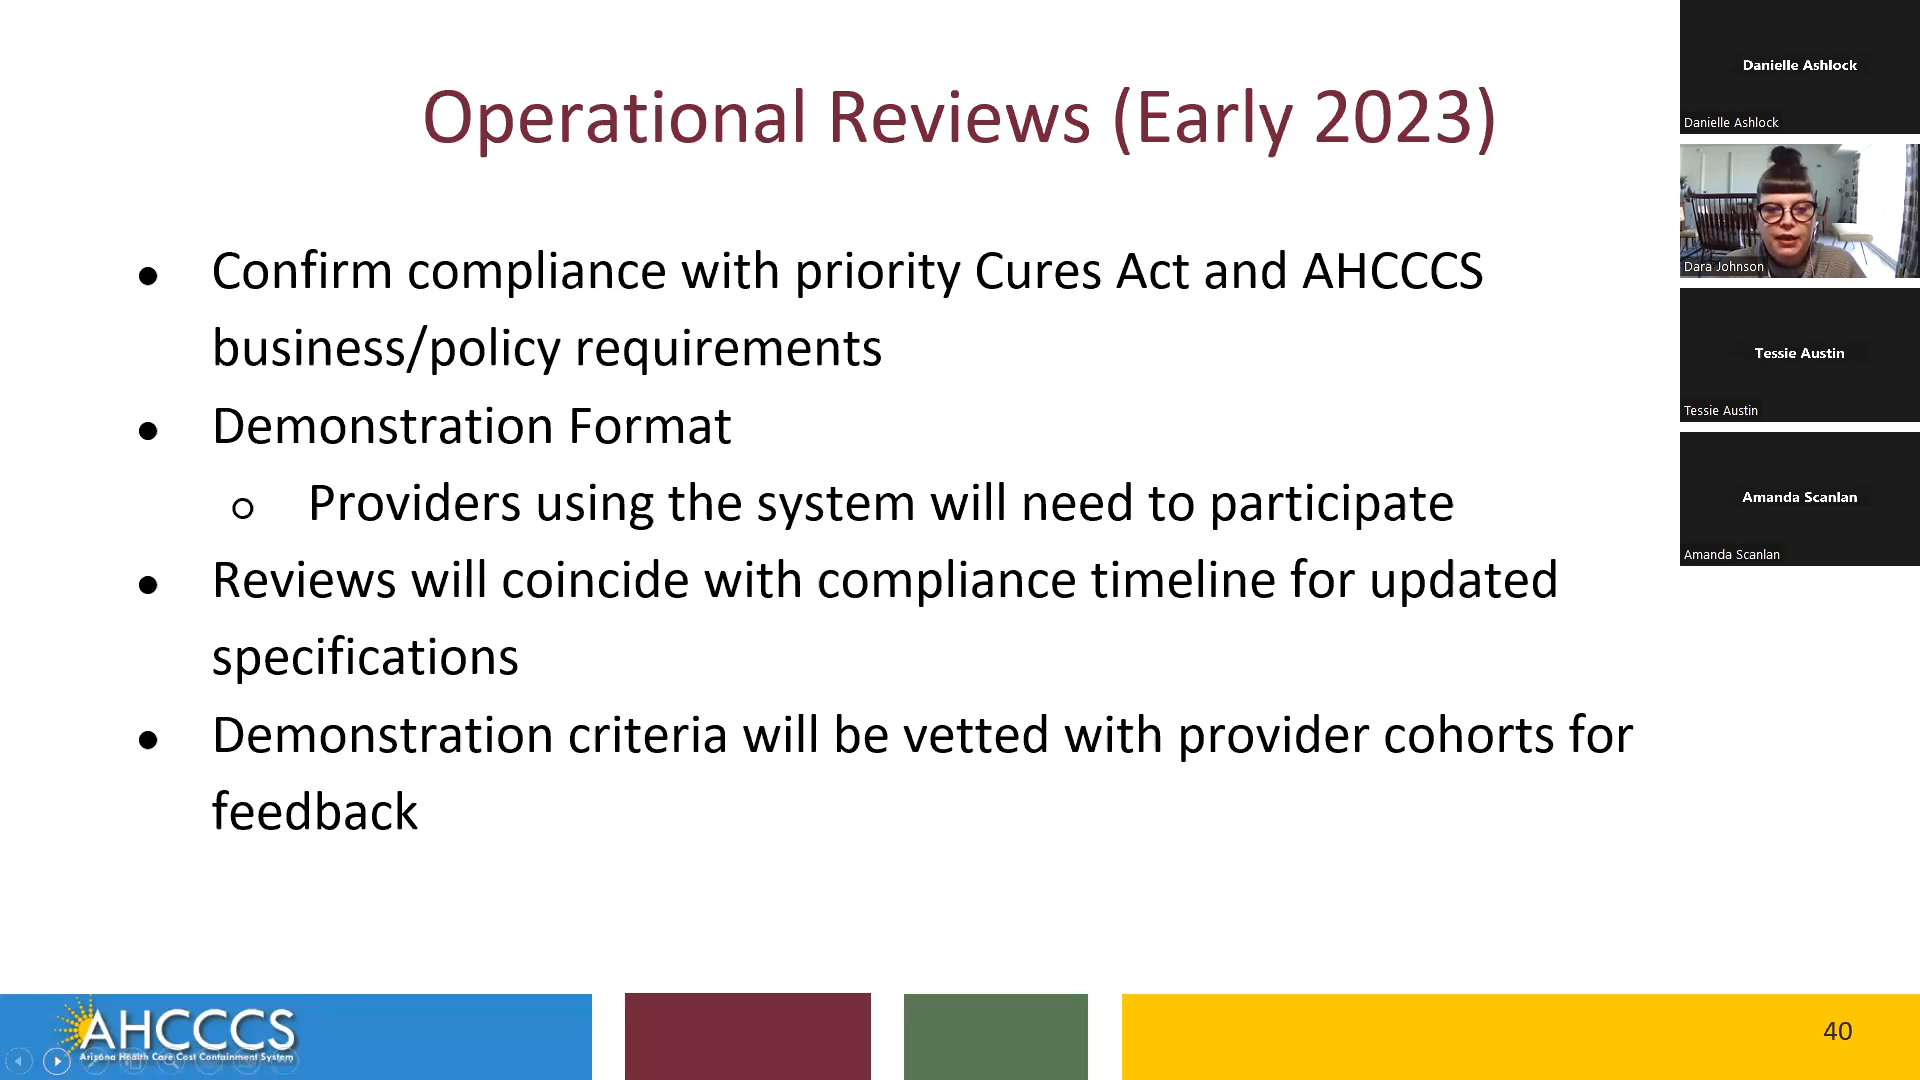 Operational Reviews (Early 2023)
Confirm compliance with priority Cures Act and AHCCCS
business/policy requirements
Demonstration Format
Providers using the system will need to participate
Reviews will coincide with compliance timeline for updated
specifications
Demonstration criteria will be vetted with provider cohorts for
feedback
Danielle Ashlock
Danielle Ashlock
Dara Johnson
Tessie Austin
Tessie Austin
Amanda Scanlan
Amanda Scanlan
AHCCCS
Arizona Health Care Cost Containment System
40